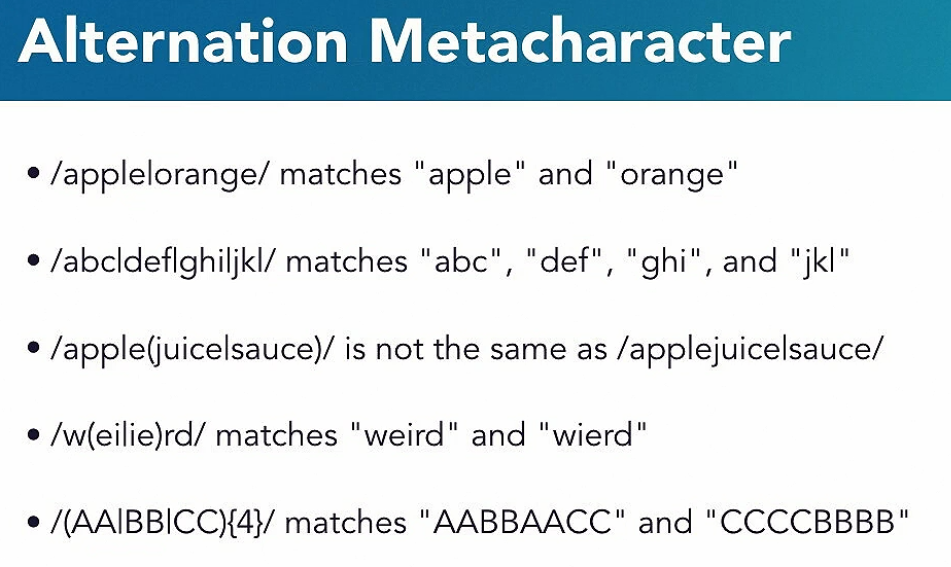 Alternation Metacharacter
• /apple|orange/ matches "apple" and "orange"
• /abc|def|ghi|jkl/ matches "abc", "def", "ghi", and "jkl"
• /apple(juice|sauce)/ is not the same as /applejuice|sauce/
• /w(ei|ie)rd/ matches "weird" and "wierd"
• /(AA|BB|CC){4}/ matches "AABBAACC" and "CCCCBBBB"